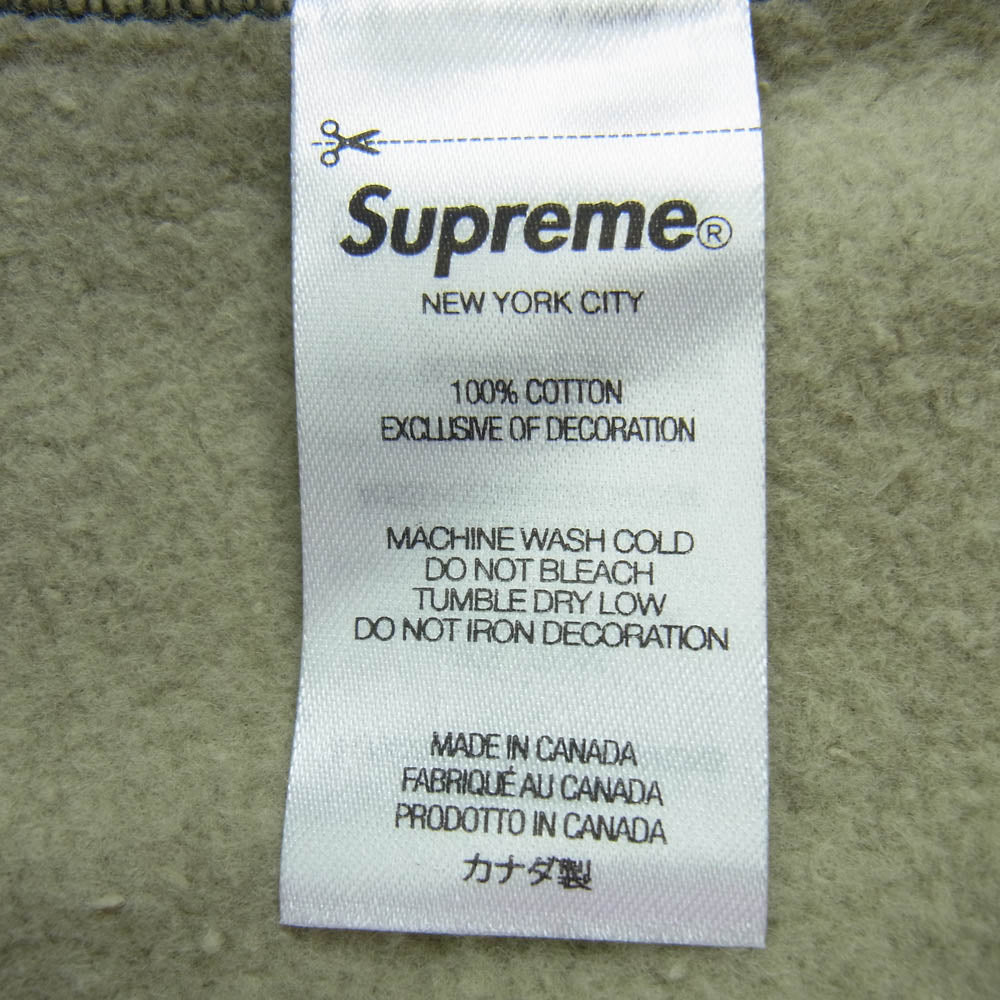 Supreme®
NEW YORK CITY
100% COTTON
EXCLUSIVE OF DECORATION
MACHINE WASH COLD
DO NOT BLEACH
TUMBLE DRY LOW
DO NOT IRON DECORATION
MADE IN CANADA
FABRIQUÉ AU CANADA
PRODOTTO IN CANADA
カナダ製